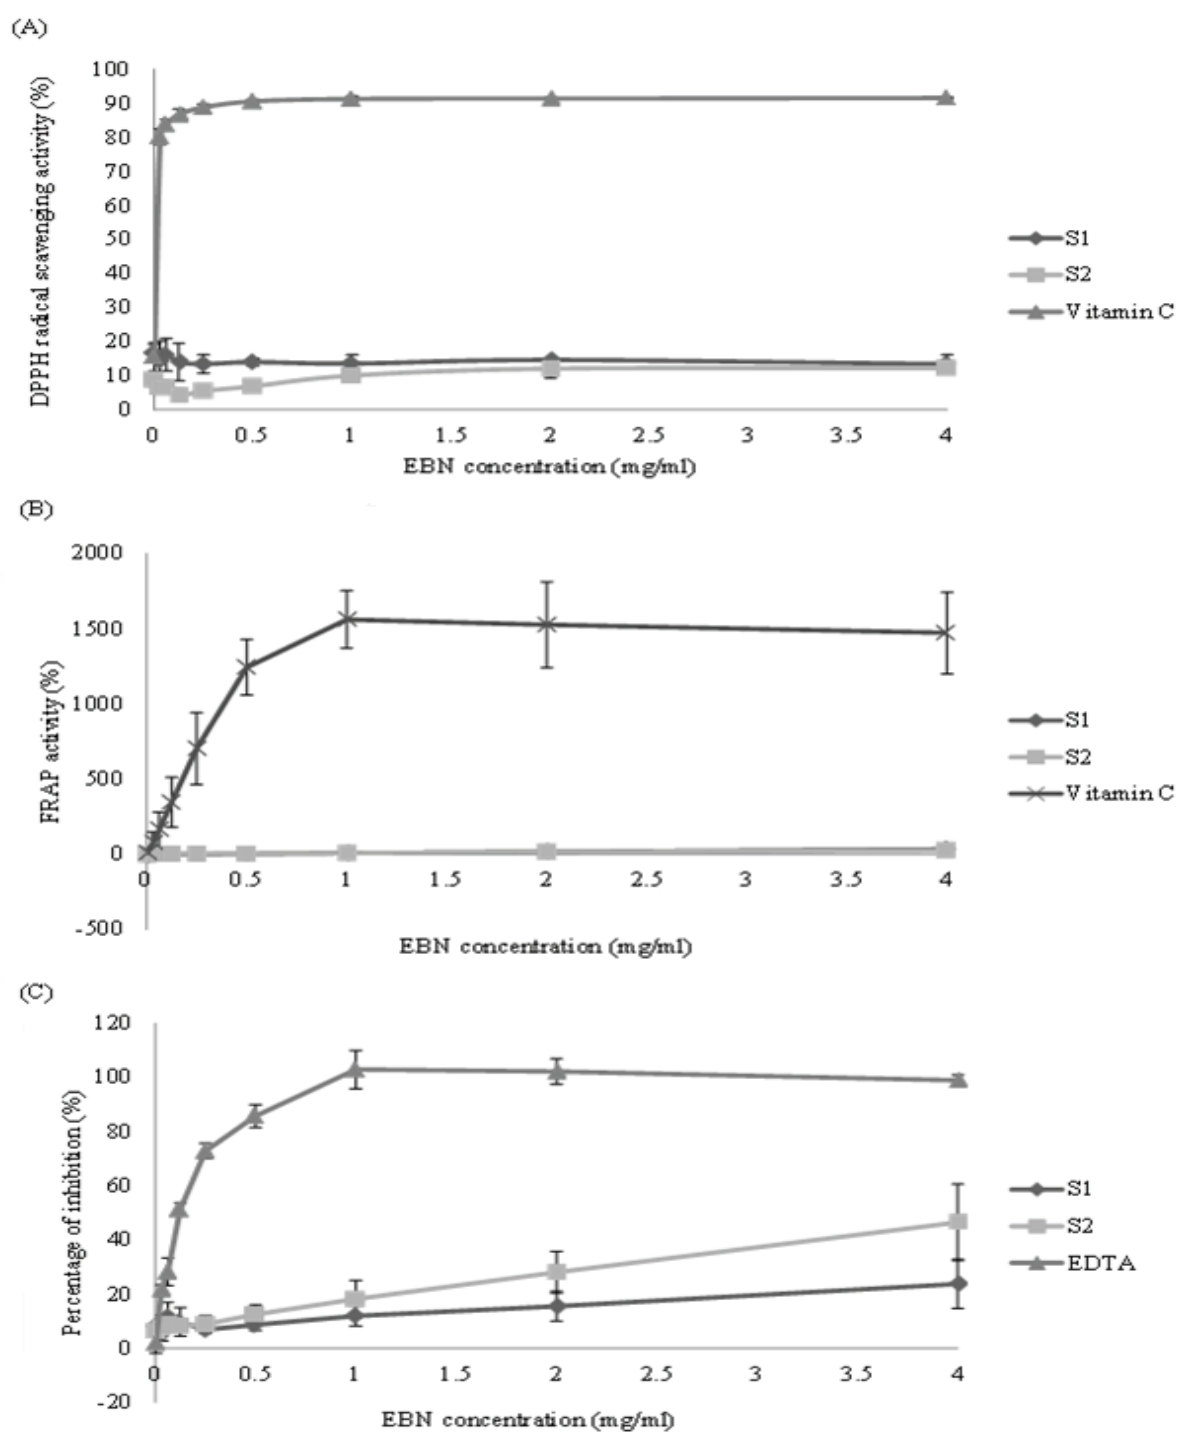 (A)
DPPH radical scavenging activity (%)
100
90
80
70
60
50
40
30
20
10
0
0 0.5 1 1.5 2 2.5 3 3.5 4
EBN concentration (mg/ml)
S1
S2
Vitamin C
(B)
FRAP activity (%)
2000
1500
1000
500
0
-500
0 0.5 1 1.5 2 2.5 3 3.5 4
EBN concentration (mg/ml)
S1
S2
Vitamin C
(C)
Percentage of inhibition (%)
120
100
80
60
40
20
0
-20
0 0.5 1 1.5 2 2.5 3 3.5 4
EBN concentration (mg/ml)
S1
S2
EDTA